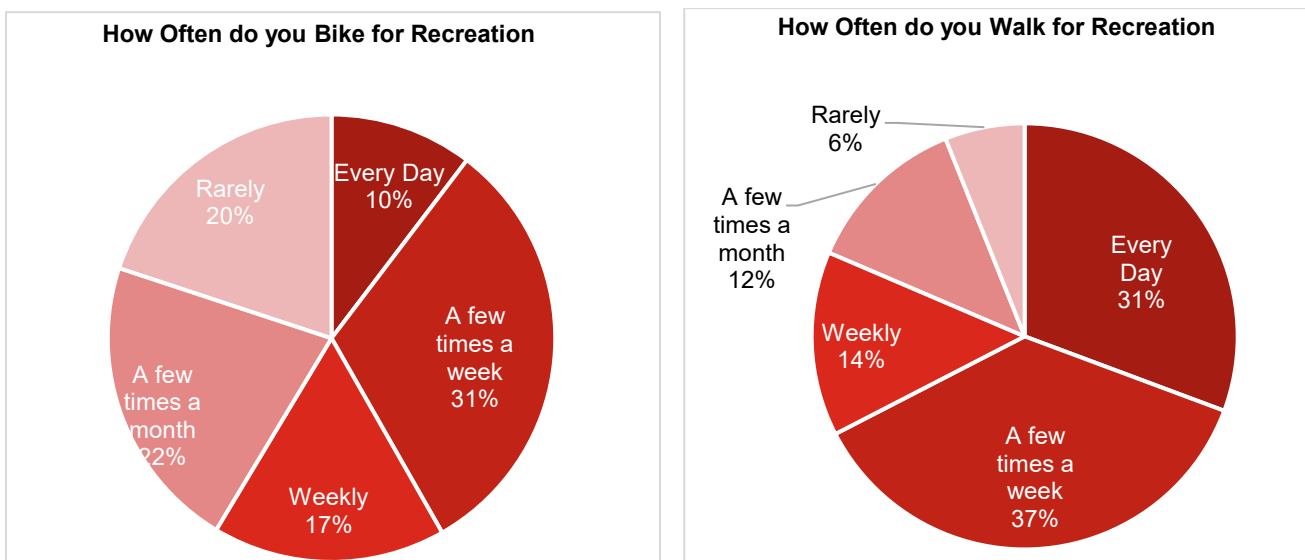 How Often do you Bike for Recreation
Every Day
10%
A few
times a
week
31%
Weekly
17%
A few
times a
month
22%
Rarely
20%
How Often do you Walk for Recreation
Every
Day
31%
A few
times a
week
37%
Weekly
14%
A few
times a
month
12%
Rarely
6%